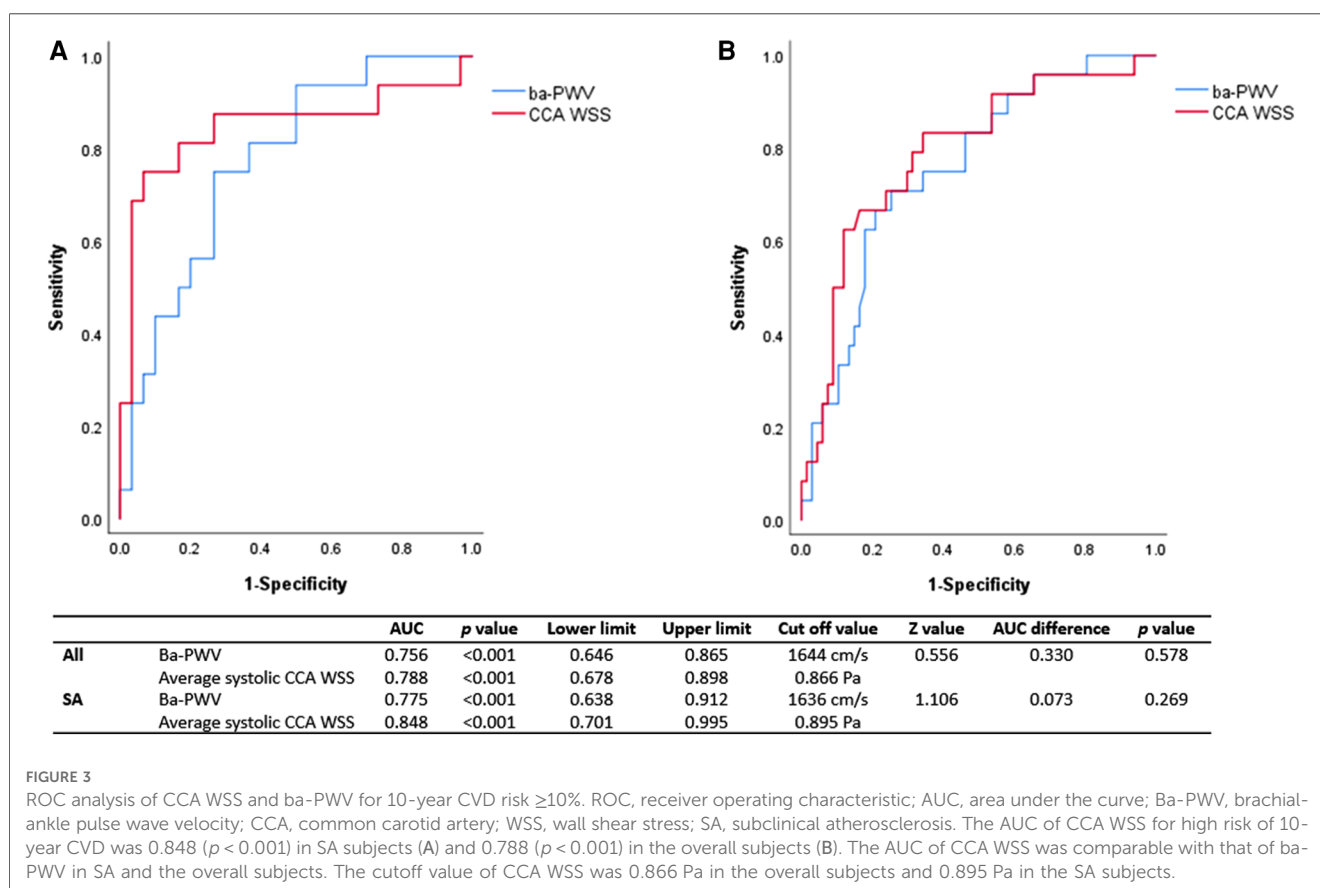 A
B
1.0
0.8
0.6
0.4
0.2
0.0
Sensitivity
0.0 0.2 0.4 0.6 0.8 1.0
1-Specificity
ba-PWV
CCA WSS
1.0
0.8
0.6
0.4
0.2
0.0
Sensitivity
0.0 0.2 0.4 0.6 0.8 1.0
1-Specificity
ba-PWV
CCA WSS
AUC p value Lower limit Upper limit Cut off value Z value AUC difference p value
All Ba-PWV 0.756 <0.001 0.646 0.865 1644 cm/s 0.556 0.330 0.578
Average systolic CCA WSS 0.788 <0.001 0.678 0.898 0.866 Pa
SA Ba-PWV 0.775 <0.001 0.638 0.912 1636 cm/s 1.106 0.073 0.269
Average systolic CCA WSS 0.848 <0.001 0.701 0.995 0.895 Pa
FIGURE 3
ROC analysis of CCA WSS and ba-PWV for 10-year CVD risk ≥10%. ROC, receiver operating characteristic; AUC, area under the curve; Ba-PWV, brachial-
ankle pulse wave velocity; CCA, common carotid artery; WSS, wall shear stress; SA, subclinical atherosclerosis. The AUC of CCA WSS for high risk of 10-
year CVD was 0.848 (p < 0.001) in SA subjects (A) and 0.788 (p < 0.001) in the overall subjects (B). The AUC of CCA WSS was comparable with that of ba-
PWV in SA and the overall subjects. The cutoff value of CCA WSS was 0.866 Pa in the overall subjects and 0.895 Pa in the SA subjects.